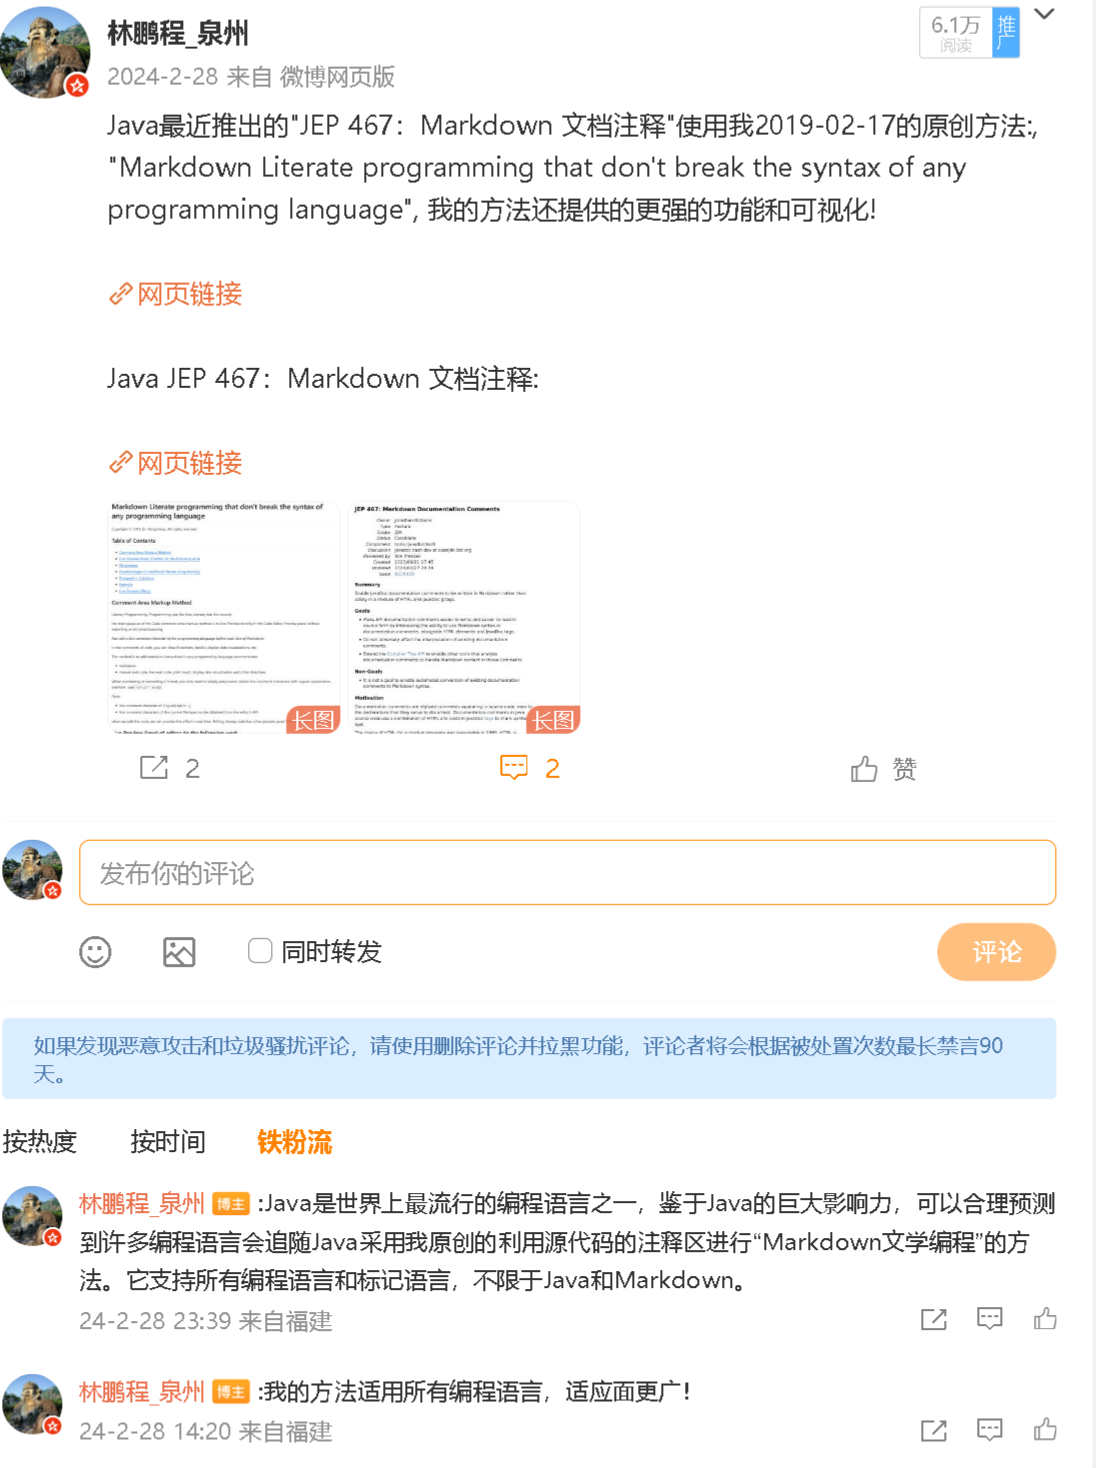 林鹏程_泉州
6.1万
阅读
推广
2024-2-28 来自 微博网页版
Java最近推出的"JEP 467：Markdown 文档注释"使用我2019-02-17的原创方法:,
"Markdown Literate programming that don't break the syntax of any
programming language", 我的方法还提供的更强的功能和可视化!
网页链接
Java JEP 467：Markdown 文档注释:
网页链接
Markdown Literate programming that don't break the syntax of
any programming language
Table of Contents
Comment Area Markup Method
长图
JEP 467: Markdown Documentation Comments
Summary
Goals
Non-Goals
Motivation
长图
2
2
赞
发布你的评论
同时转发
评论
如果发现恶意攻击和垃圾骚扰评论，请使用删除评论并拉黑功能，评论者将会根据被处置次数最长禁言90
天。
按热度 按时间 铁粉流
林鹏程_泉州 博主 :Java是世界上最流行的编程语言之一，鉴于Java的巨大影响力，可以合理预测
到许多编程语言会追随Java采用我原创的利用源代码的注释区进行“Markdown文学编程”的方
法。它支持所有编程语言和标记语言，不限于Java和Markdown。
24-2-28 23:39 来自福建
林鹏程_泉州 博主 :我的方法适用所有编程语言，适应面更广!
24-2-28 14:20 来自福建